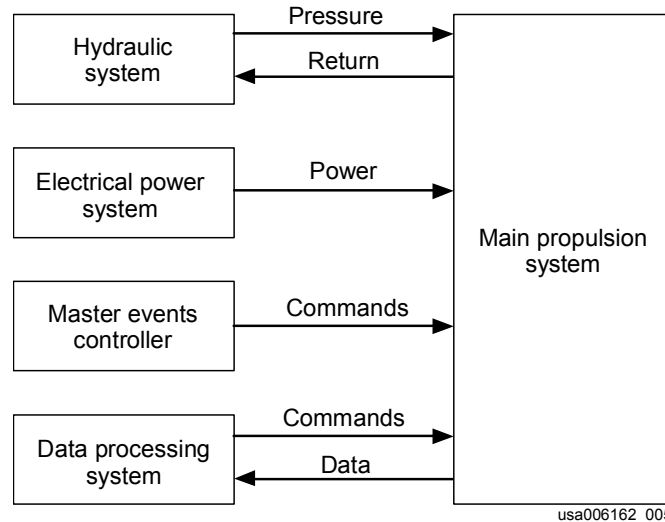 Pressure
Hydraulic
system
Return
Electrical power
system
Power
Main propulsion
system
Master events
controller
Commands
Commands
Data processing
system
Data